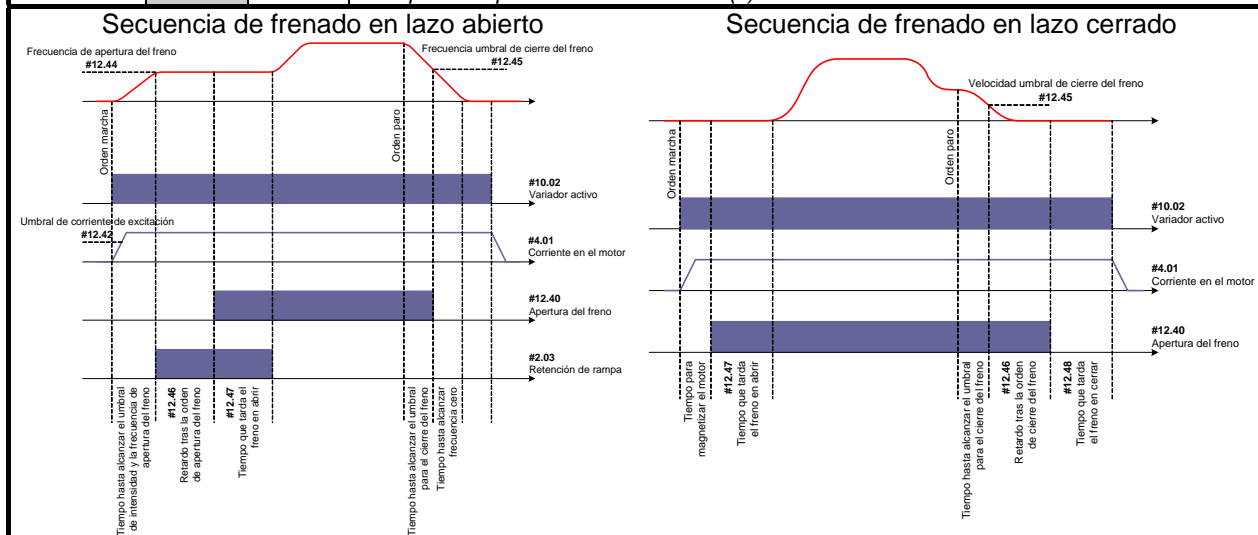 Secuencia de frenado en lazo abierto
Frecuencia de apertura del freno
#12.44
Frecuencia umbral de cierre del freno
#12.45
Orden marcha
Orden paro
#10.02
Variador activo
Umbral de corriente de excitación
#12.42
#4.01
Corriente en el motor
#12.40
Apertura del freno
#2.03
Retención de rampa
Tiempo hasta alcanzar el umbral
de intensidad y la frecuencia de
apertura del freno
#12.46
Retardo tras la orden
de apertura del freno
#12.47
Tiempo que tarda el
freno en abrir
Tiempo hasta alcanzar el umbral
para el cierre del freno
Tiempo hasta alcanzar
frecuencia cero
Secuencia de frenado en lazo cerrado
Velocidad umbral de cierre del freno
#12.45
Orden marcha
Orden paro
#10.02
Variador activo
#4.01
Corriente en el motor
#12.40
Apertura del freno
Tiempo para
magnetizar el motor
#12.47
Tiempo que tarda
el freno en abrir
Tiempo hasta alcanzar el umbral
para el cierre del freno
#12.46
Retardo tras la orden
de cierre del freno
#12.48
Tiempo que tarda
el freno en cerrar